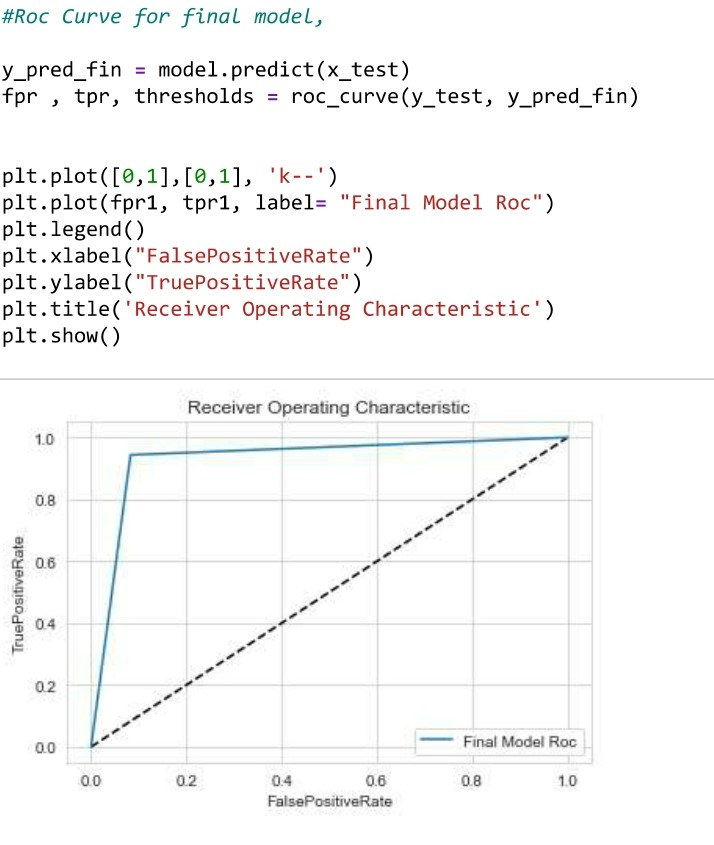 #Roc Curve for final model,
y_pred_fin = model.predict(x_test)
fpr , tpr, thresholds = roc_curve(y_test, y_pred_fin)
plt.plot([0,1],[0,1], 'k--')
plt.plot(fpr1, tpr1, label= "Final Model Roc")
plt.legend()
plt.xlabel("FalsePositiveRate")
plt.ylabel("TruePositiveRate")
plt.title('Receiver Operating Characteristic')
plt.show()
Receiver Operating Characteristic
TruePositiveRate
1.0
0.8
0.6
0.4
0.2
0.0
Final Model Roc
0.0 0.2 0.4 0.6 0.8 1.0
FalsePositiveRate